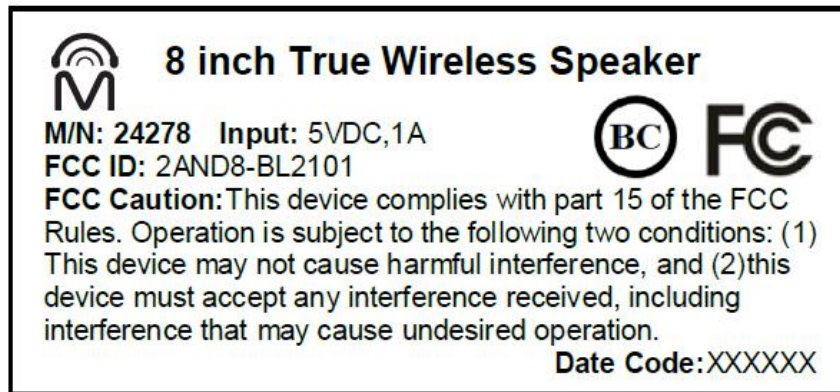 8 inch True Wireless Speaker
M/N: 24278 Input: 5VDC,1A
BC FC
FCC ID: 2AND8-BL2101
FCC Caution:This device complies with part 15 of the FCC
Rules. Operation is subject to the following two conditions: (1)
This device may not cause harmful interference, and (2)this
device must accept any interference received, including
interference that may cause undesired operation.
Date Code:XXXXXX